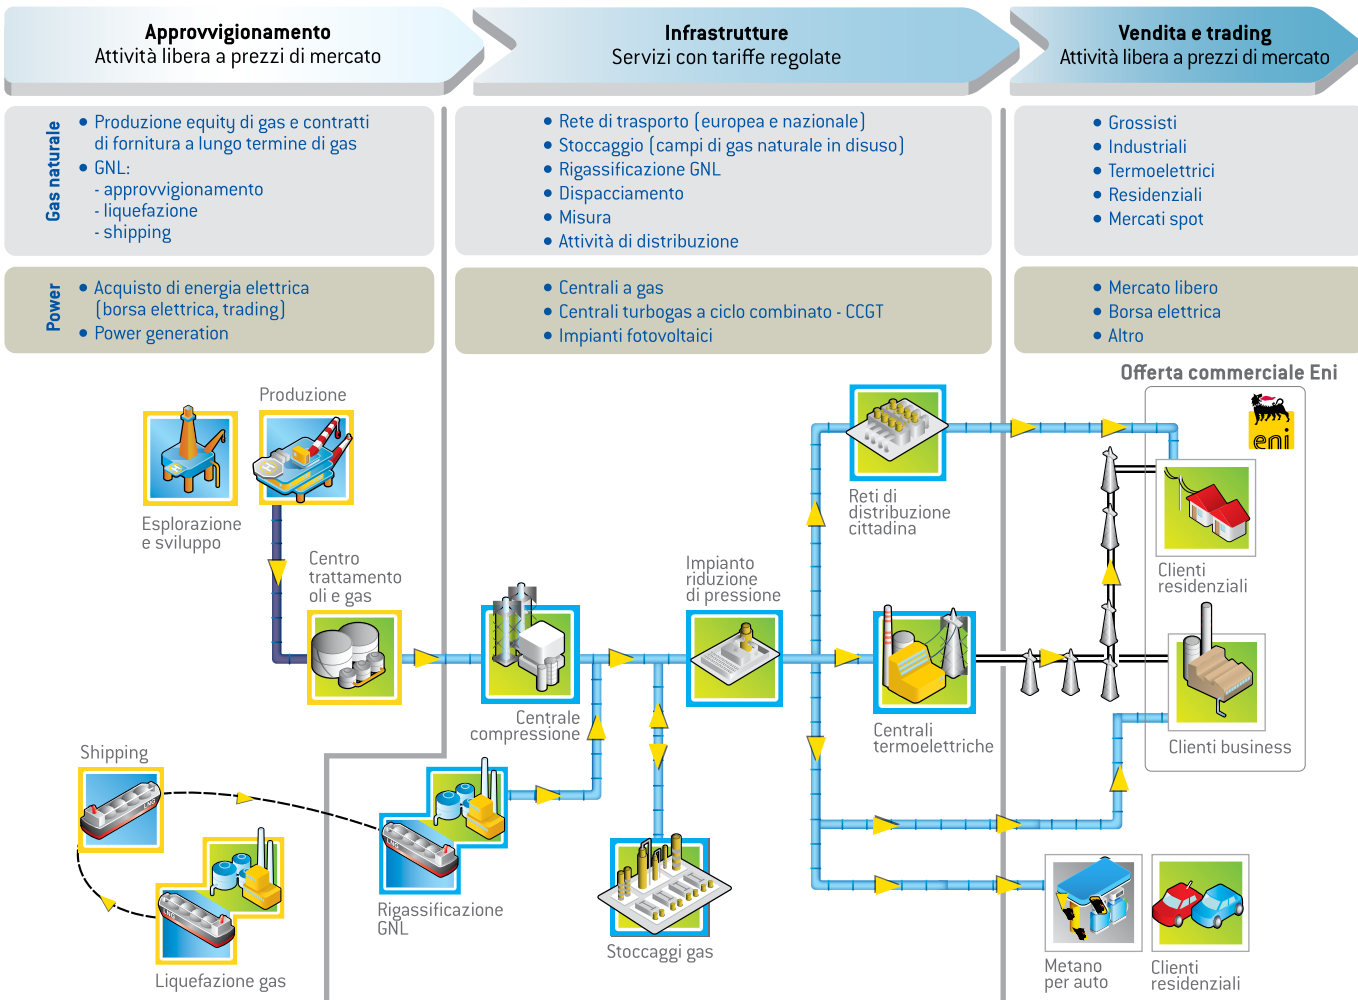 Approvvigionamento
Attività libera a prezzi di mercato
Infrastrutture
Servizi con tariffe regolate
Vendita e trading
Attività libera a prezzi di mercato
Gas naturale
• Produzione equity di gas e contratti
di fornitura a lungo termine di gas
• GNL:
- approvvigionamento
- liquefazione
- shipping
• Rete di trasporto (europea e nazionale)
• Stoccaggio (campi di gas naturale in disuso)
• Rigassificazione GNL
• Dispacciamento
• Misura
• Attività di distribuzione
• Grossisti
• Industriali
• Termoelettrici
• Residenziali
• Mercati spot
Power
• Acquisto di energia elettrica
(borsa elettrica, trading)
• Power generation
• Centrali a gas
• Centrali turbogas a ciclo combinato - CCGT
• Impianti fotovoltaici
• Mercato libero
• Borsa elettrica
• Altro
Offerta commerciale Eni
eni
Produzione
Esplorazione
e sviluppo
Centro
trattamento
oli e gas
Reti di
distribuzione
cittadina
Impianto
riduzione
di pressione
Clienti
residenziali
Centrale
compressione
Centrali
termoelettriche
Clienti business
Shipping
LNG
LNG
LNG
Liquefazione gas
Rigassificazione
GNL
Stoccaggi gas
Metano
per auto
Clienti
residenziali